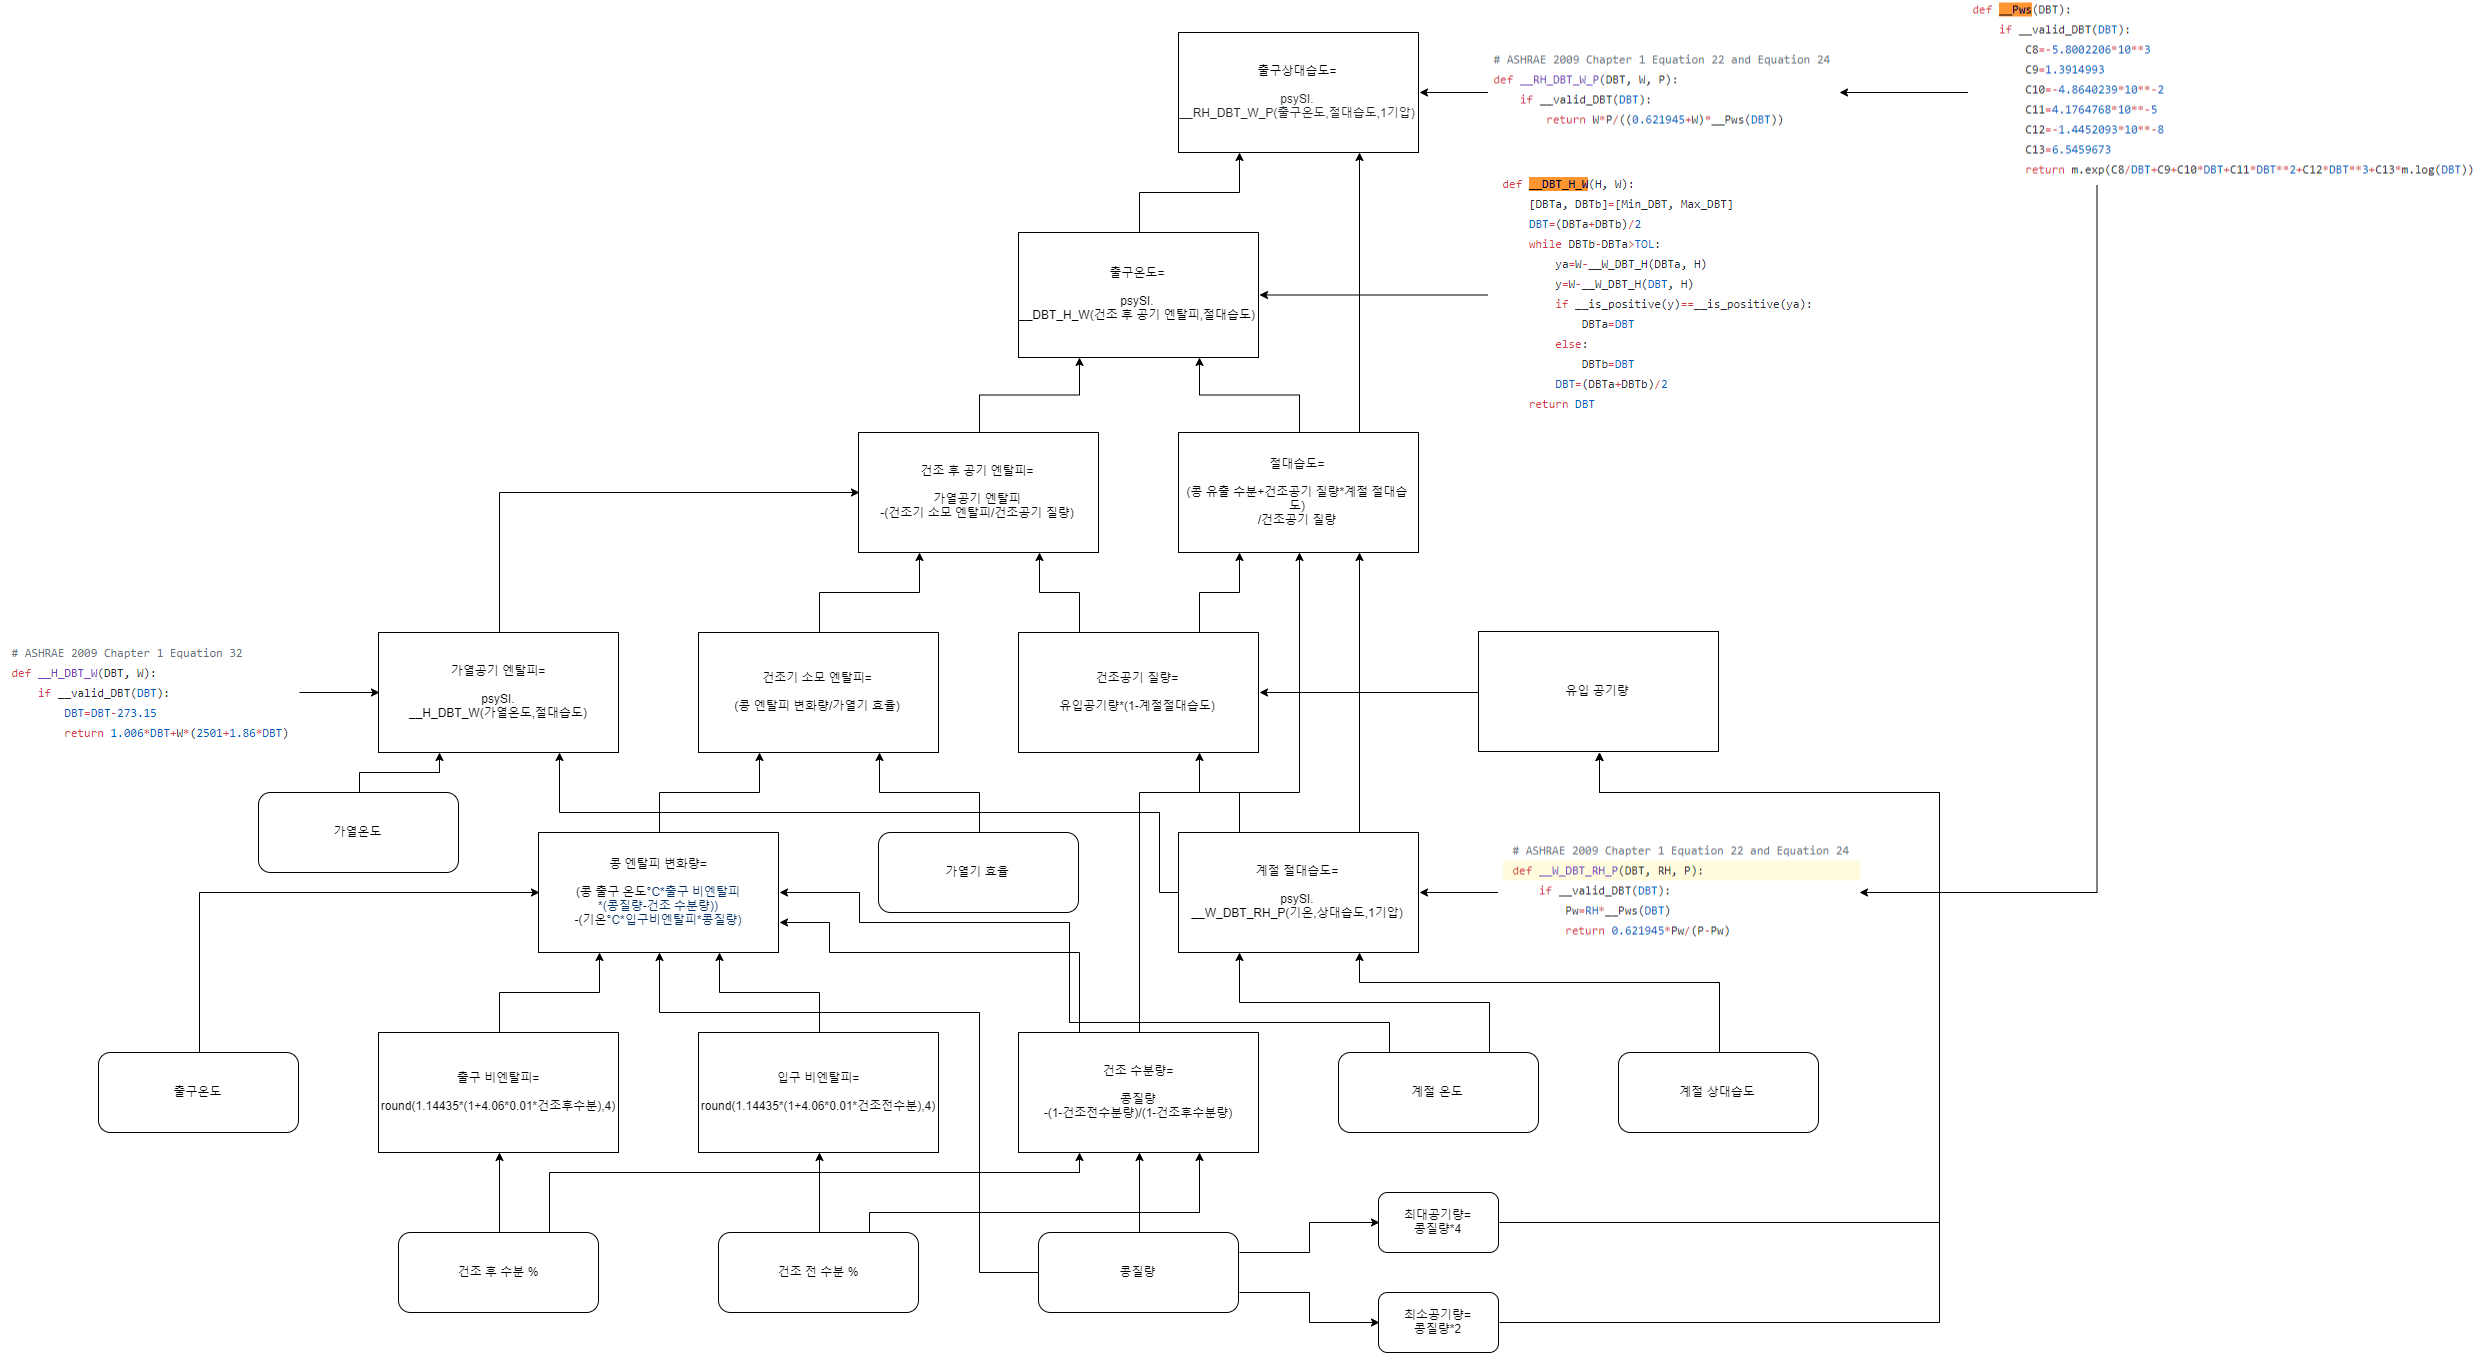 def __Pws(DBT):
if __valid_DBT(DBT):
C8=-5.8002206*10**3
C9=1.3914993
C10=-4.8640239*10**-2
C11=4.1764768*10**-5
C12=-1.4452093*10**-8
C13=6.5459673
return m.exp(C8/DBT+C9+C10*DBT+C11*DBT**2+C12*DBT**3+C13*m.log(DBT))
출구상대습도=
psySI.
__RH_DBT_W_P(출구온도,절대습도,1기압)
# ASHRAE 2009 Chapter 1 Equation 22 and Equation 24
def __RH_DBT_W_P(DBT, W, P):
if __valid_DBT(DBT):
return W*P/((0.621945+W)*__Pws(DBT))
def __DBT_H_W(H, W):
[DBTa, DBTb]=[Min_DBT, Max_DBT]
DBT=(DBTa+DBTb)/2
while DBTb-DBTa>TOL:
ya=W-__W_DBT_H(DBTa, H)
y=W-__W_DBT_H(DBT, H)
if __is_positive(y)==__is_positive(ya):
DBTa=DBT
else:
DBTb=DBT
DBT=(DBTa+DBTb)/2
return DBT
출구온도=
psySI.
__DBT_H_W(건조 후 공기 엔탈피,절대습도)
건조 후 공기 엔탈피=
가열공기 엔탈피
-(건조기 소모 엔탈피/건조공기 질량)
절대습도=
(콩 유출 수분+건조공기 질량*계절 절대습
도)
/건조공기 질량
# ASHRAE 2009 Chapter 1 Equation 32
def __H_DBT_W(DBT, W):
if __valid_DBT(DBT):
DBT=DBT-273.15
return 1.006*DBT+W*(2501+1.86*DBT)
가열공기 엔탈피=
psySI.
__H_DBT_W(가열온도,절대습도)
건조기 소모 엔탈피=
(콩 엔탈피 변화량/가열기 효율)
건조공기 질량=
유입공기량*(1-계절절대습도)
유입 공기량
가열온도
콩 엔탈피 변화량=
(콩 출구 온도°C*출구 비엔탈피
*(콩질량-건조 수분량))
-(기온°C*입구비엔탈피*콩질량)
가열기 효율
계절 절대습도=
psySI.
__W_DBT_RH_P(기온,상대습도,1기압)
# ASHRAE 2009 Chapter 1 Equation 22 and Equation 24
def __W_DBT_RH_P(DBT, RH, P):
if __valid_DBT(DBT):
Pw=RH*__Pws(DBT)
return 0.621945*Pw/(P-Pw)
출구온도
출구 비엔탈피=
round(1.14435*(1+4.06*0.01*건조후수분),4)
입구 비엔탈피=
round(1.14435*(1+4.06*0.01*건조전수분),4)
건조 수분량=
콩질량
-(1-건조전수분량)/(1-건조후수분량)
계절 온도
계절 상대습도
건조 후 수분 %
건조 전 수분 %
콩질량
최대공기량=
콩질량*4
최소공기량=
콩질량*2